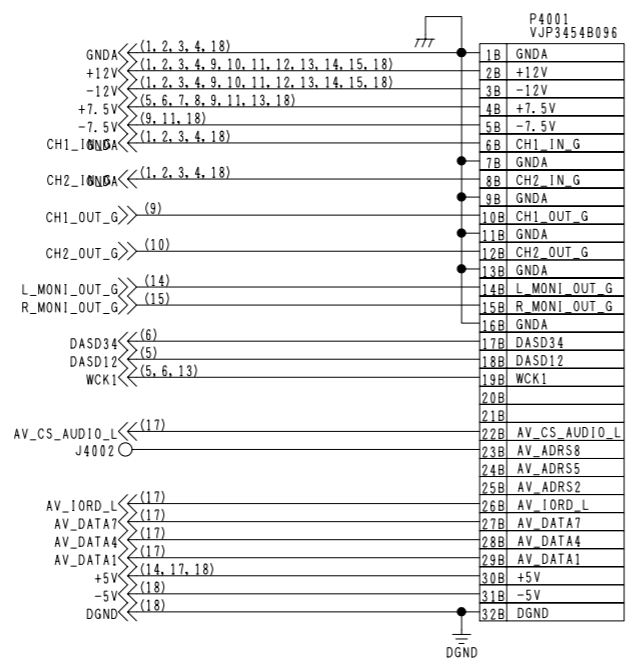 P4001
VJP3454B096
GNDA (1, 2, 3, 4, 18) 1B GNDA
+12V (1, 2, 3, 4, 9, 10, 11, 12, 13, 14, 15, 18) 2B +12V
-12V (1, 2, 3, 4, 9, 10, 11, 12, 13, 14, 15, 18) 3B -12V
+7.5V (5, 6, 7, 8, 9, 11, 13, 18) 4B +7.5V
-7.5V (9, 11, 18) 5B -7.5V
CH1_IN_G GNDA (1, 2, 3, 4, 18) 6B CH1_IN_G
7B GNDA
CH2_IN_G GNDA (1, 2, 3, 4, 18) 8B CH2_IN_G
9B GNDA
CH1_OUT_G (9) 10B CH1_OUT_G
11B GNDA
CH2_OUT_G (10) 12B CH2_OUT_G
13B GNDA
L_MONI_OUT_G (14) 14B L_MONI_OUT_G
R_MONI_OUT_G (15) 15B R_MONI_OUT_G
16B GNDA
DASD34 (6) 17B DASD34
DASD12 (5) 18B DASD12
WCK1 (5, 6, 13) 19B WCK1
20B
21B
AV_CS_AUDIO_L (17) 22B AV_CS_AUDIO_L
J4002 23B AV_ADRS8
24B AV_ADRS5
25B AV_ADRS2
AV_IORD_L (17) 26B AV_IORD_L
AV_DATA7 (17) 27B AV_DATA7
AV_DATA4 (17) 28B AV_DATA4
AV_DATA1 (17) 29B AV_DATA1
+5V (14, 17, 18) 30B +5V
-5V (18) 31B -5V
DGND (18) 32B DGND
DGND